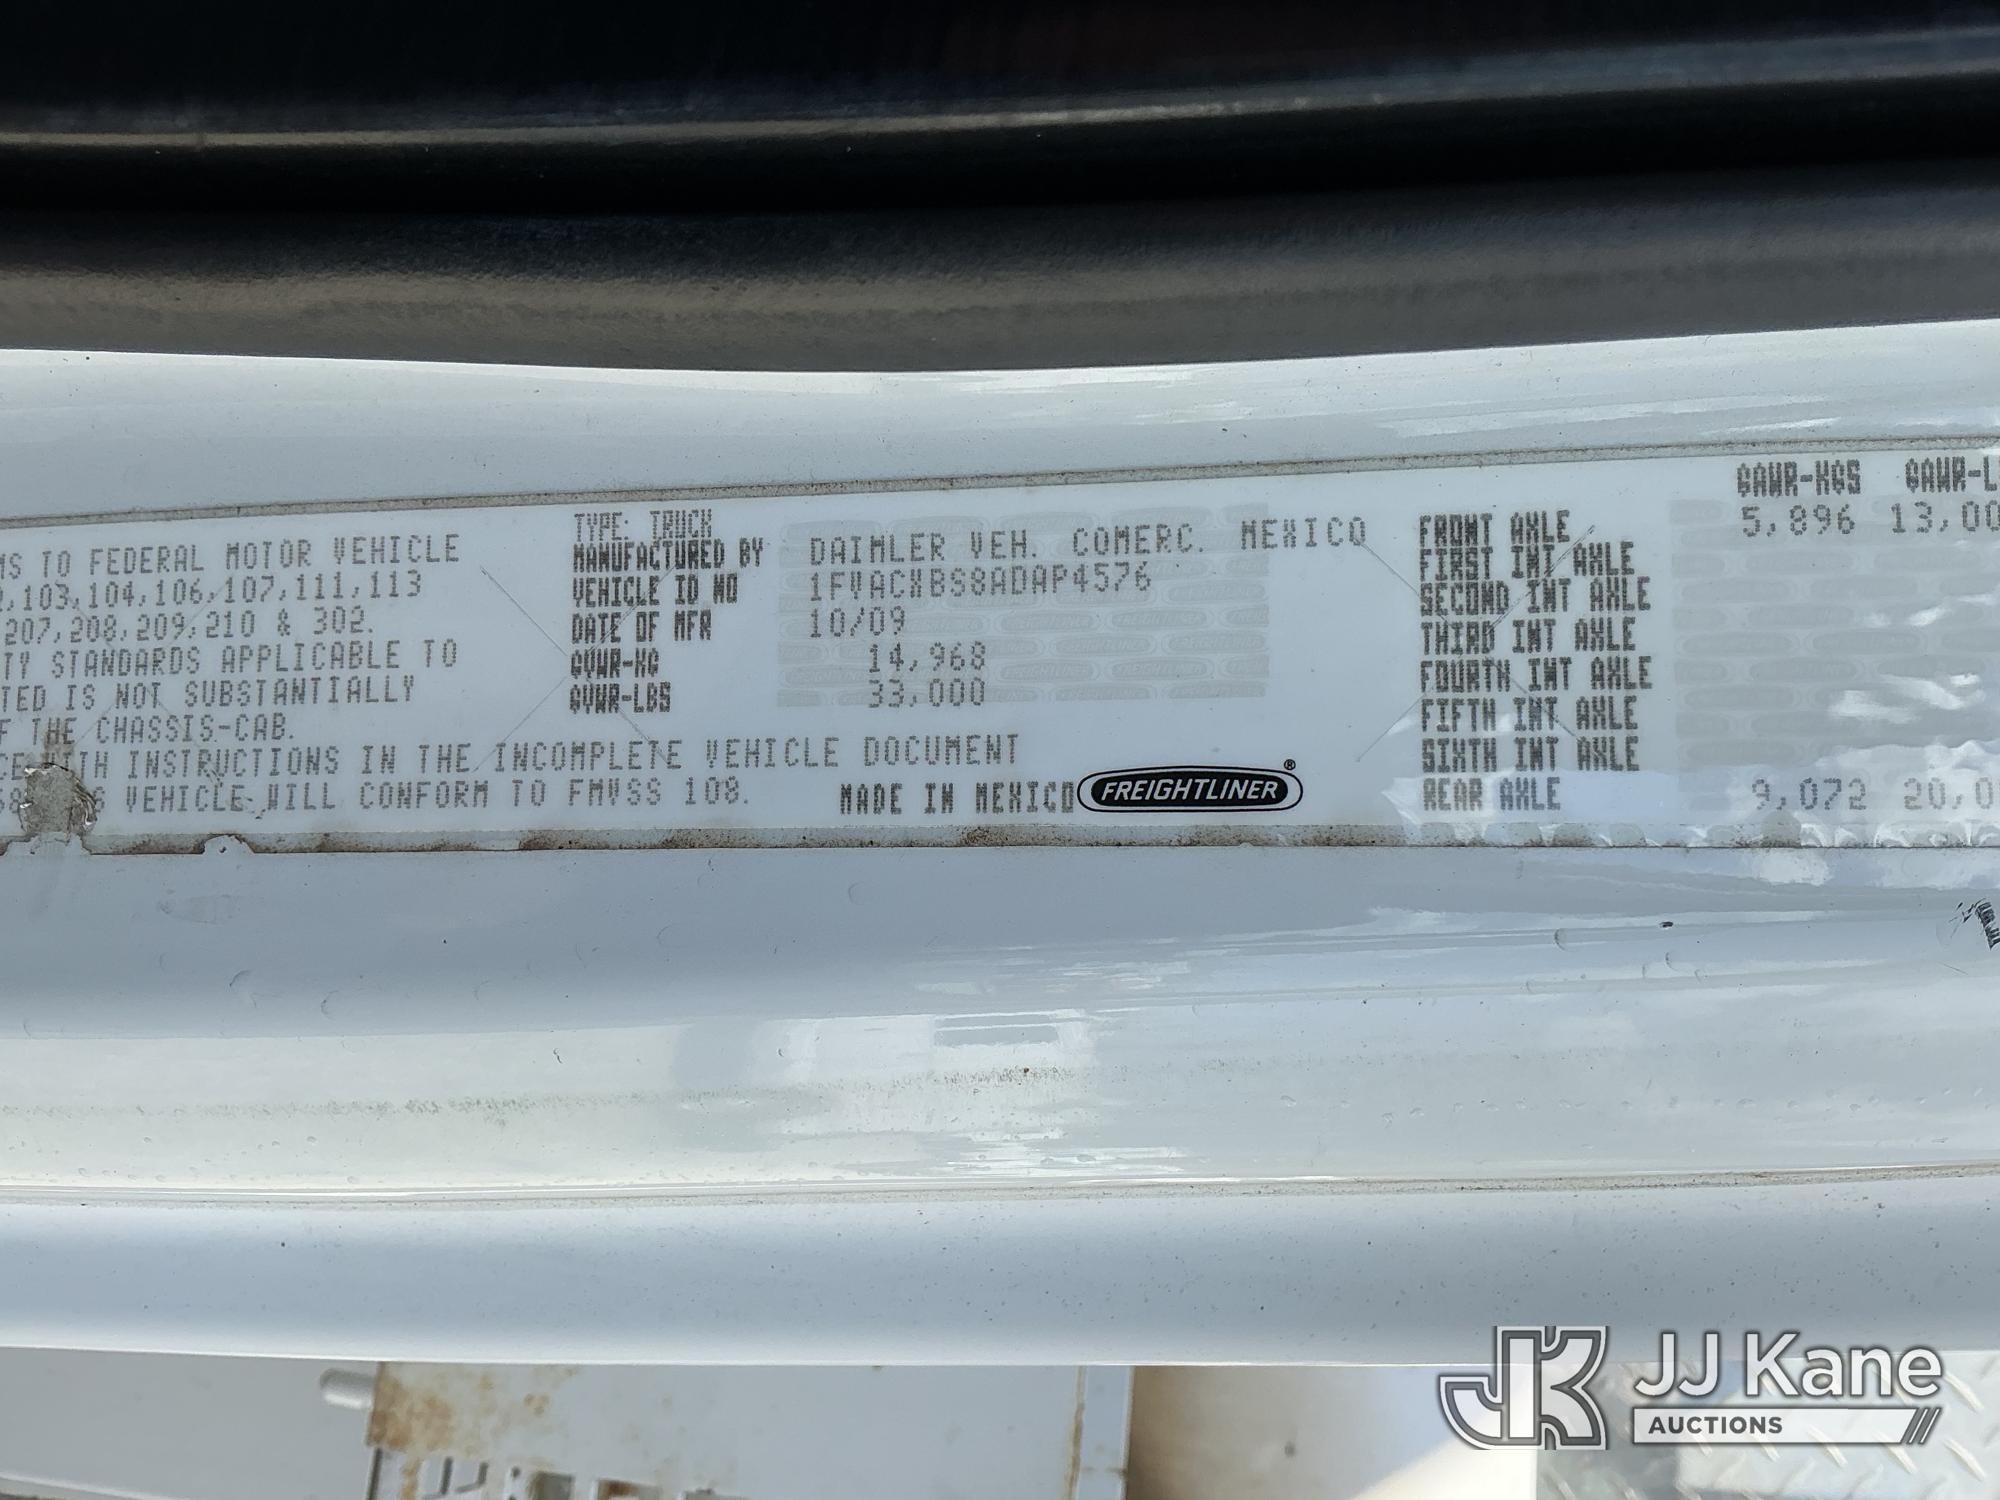 MS TO FEDERAL MOTOR VEHICLE
,103,104,106,107,111,113
207,208,209,210 & 302.
TY STANDARDS APPLICABLE TO
TED IS NOT SUBSTANTIALLY
F THE CHASSIS-CAB.
CE WITH INSTRUCTIONS IN THE INCOMPLETE VEHICLE DOCUMENT
VEHICLE WILL CONFORM TO FMVSS 108.
TYPE: TRUCK
MANUFACTURED BY DAIMLER VEH. COMERC. MEXICO
VEHICLE ID NO 1FVACXBS8ADAP4576
DATE OF MFR 10/09
GVWR-KG 14,968
GVWR-LBS 33,000
MADE IN MEXICO FREIGHTLINER®
GAWR-KGS GAWR-L
FRONT AXLE 5,896 13,00
FIRST INT AXLE
SECOND INT AXLE
THIRD INT AXLE
FOURTH INT AXLE
FIFTH INT AXLE
SIXTH INT AXLE
REAR AXLE 9,072 20,0
JK JJ Kane
AUCTIONS